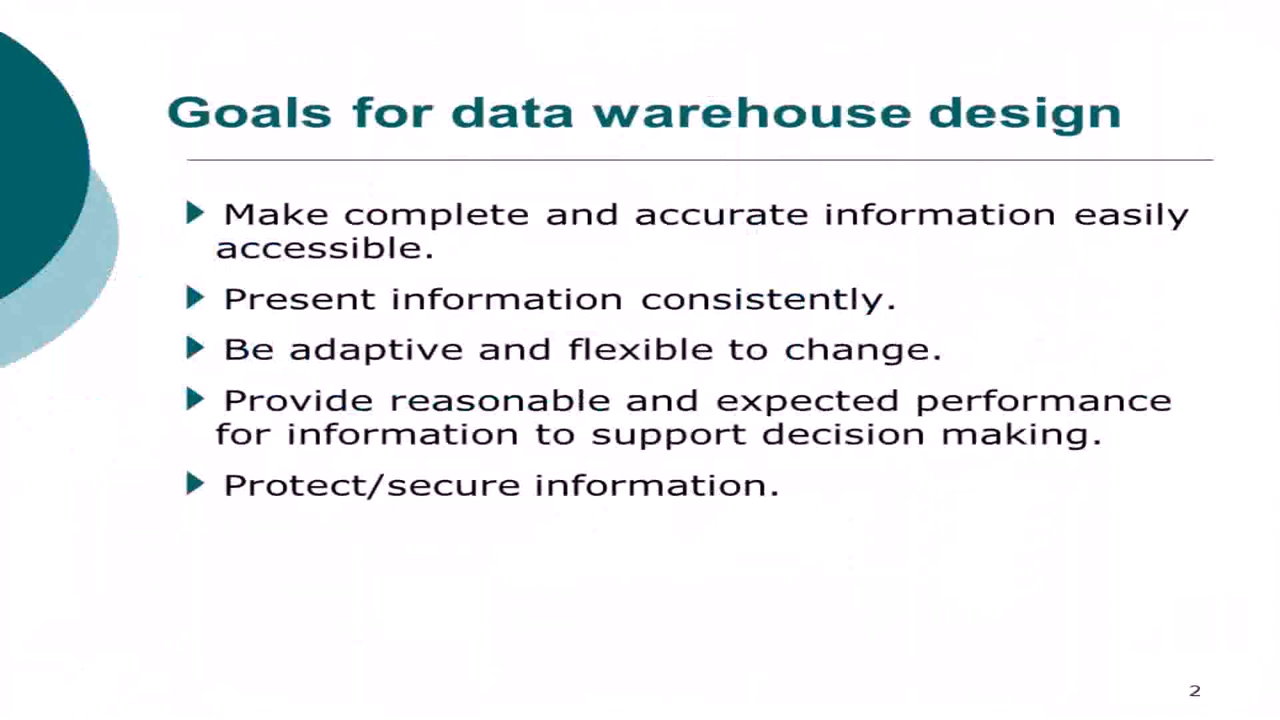 Goals for data warehouse design
Make complete and accurate information easily
accessible.
Present information consistently.
Be adaptive and flexible to change.
Provide reasonable and expected performance
for information to support decision making.
Protect/secure information.
2